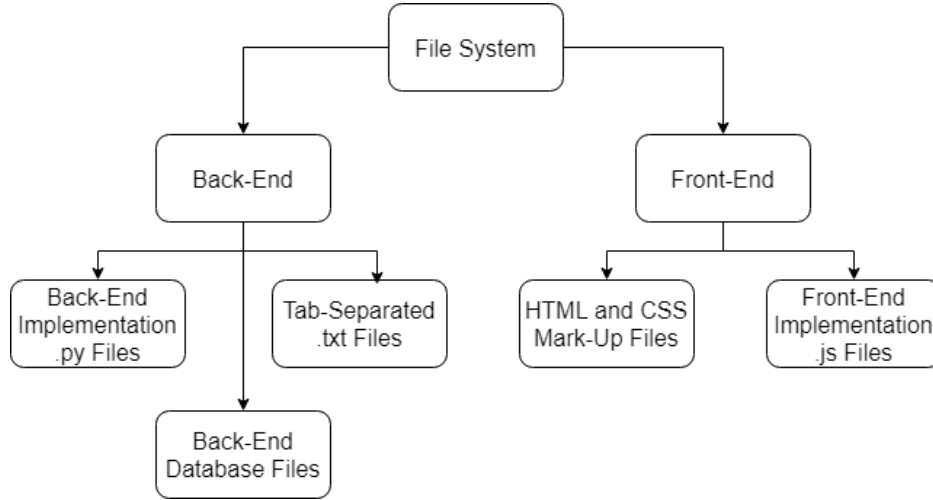 File System
Back-End
Front-End
Back-End
Implementation
.py Files
Tab-Separated
.txt Files
HTML and CSS
Mark-Up Files
Front-End
Implementation
.js Files
Back-End
Database Files